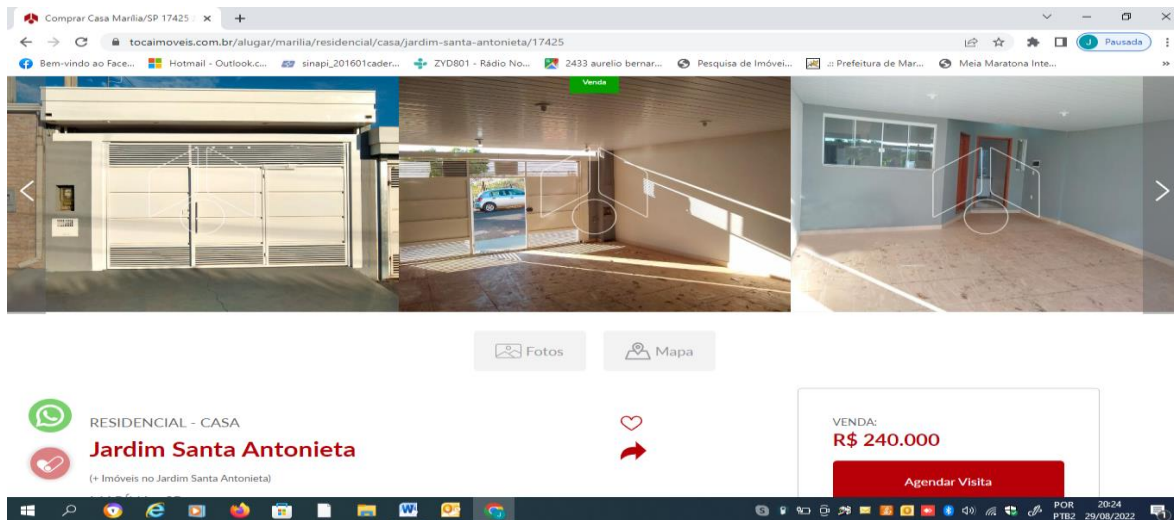 Comprar Casa Marília/SP 17425
tocaimoveis.com.br/alugar/marilia/residencial/casa/jardim-santa-antonieta/17425
J Pausada
Bem-vindo ao Face... Hotmail - Outlook.c... sinapi_201601cader... ZYD801 - Rádio No... 2433 aurelio bernar... Pesquisa de Imóvei... .:: Prefeitura de Mar... Meia Maratona Inte... »
Venda
Fotos Mapa
RESIDENCIAL - CASA
Jardim Santa Antonieta
(+ Imóveis no Jardim Santa Antonieta)
VENDA:
R$ 240.000
Agendar Visita
POR 20:24
PTB2 29/08/2022